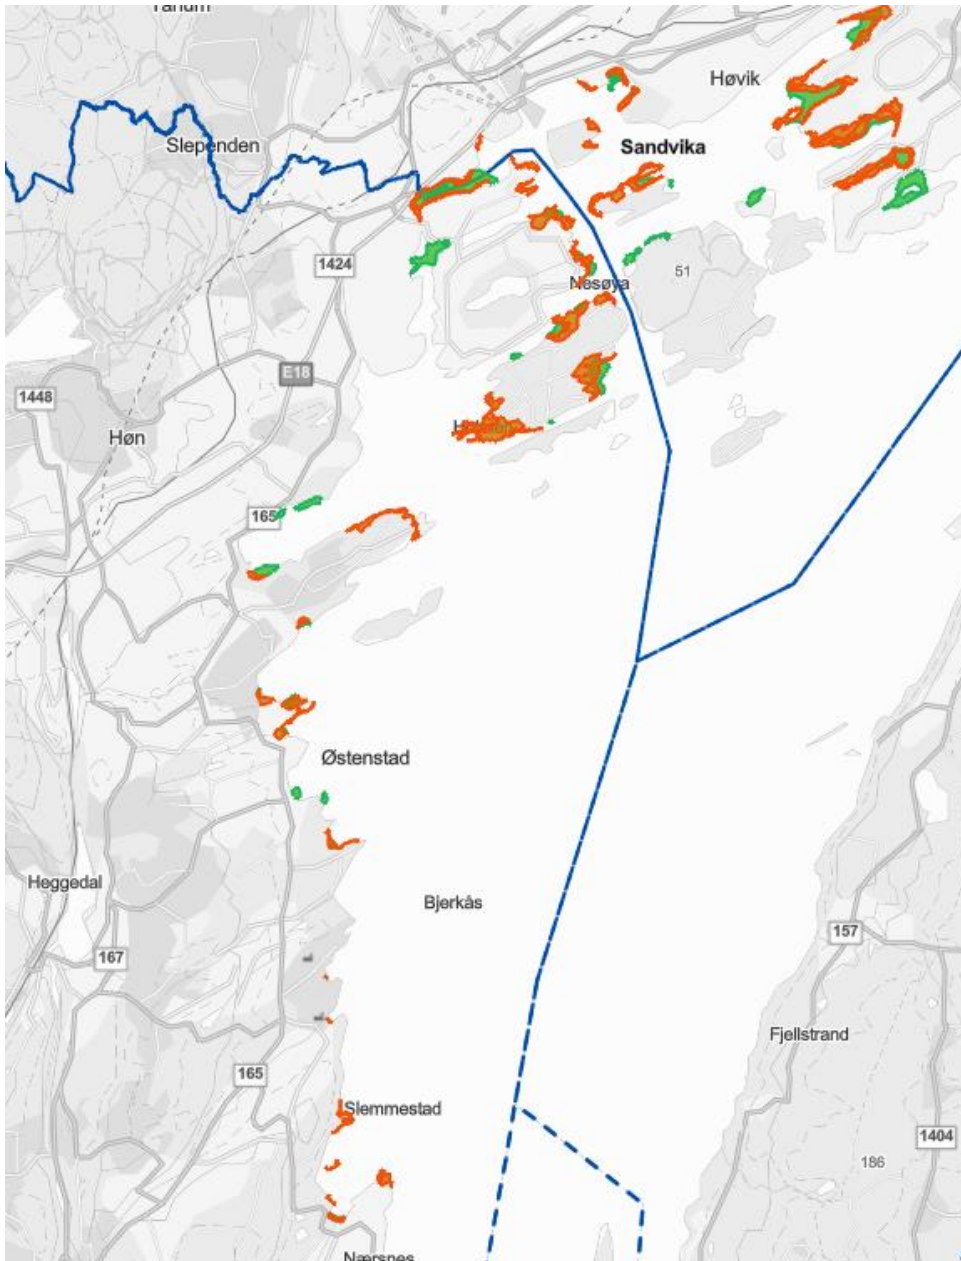 Høvik
Slependen
Sandvika
1424
51
Nesøya
E18
1448
Høn
165
Østenstad
Heggedal
Bjerkås
167
157
Fjellstrand
165
Slemmestad
1404
186
Nærsnes